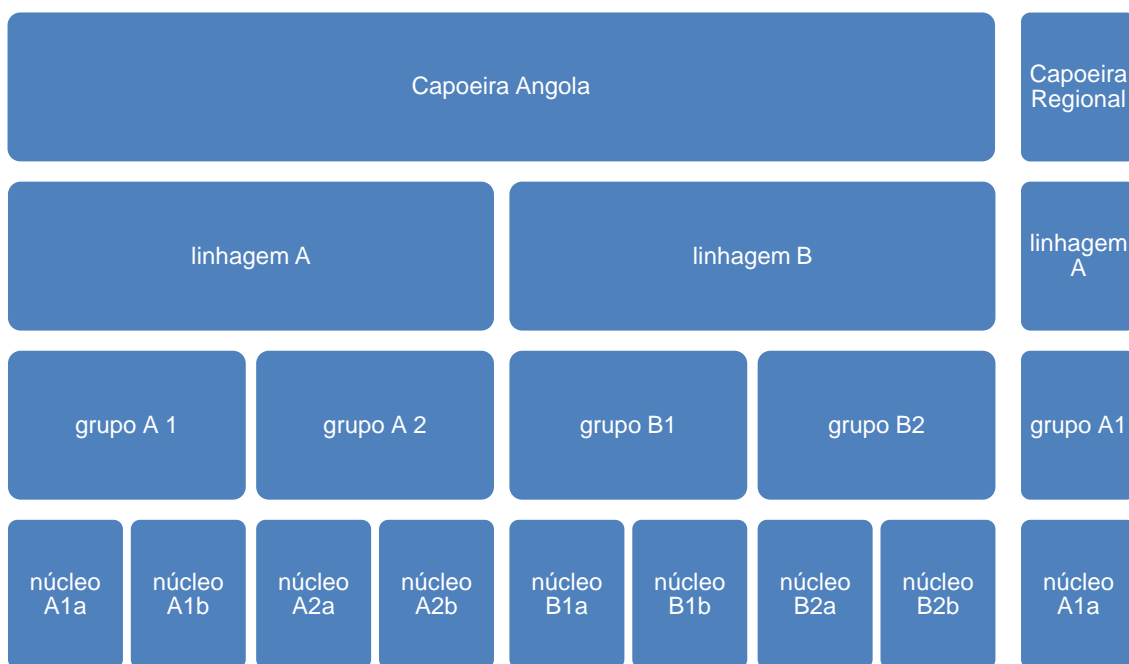 Capoeira Angola
Capoeira
Regional
linhagem A
linhagem B
linhagem
A
grupo A 1
grupo A 2
grupo B1
grupo B2
grupo A1
núcleo
A1a
núcleo
A1b
núcleo
A2a
núcleo
A2b
núcleo
B1a
núcleo
B1b
núcleo
B2a
núcleo
B2b
núcleo
A1a